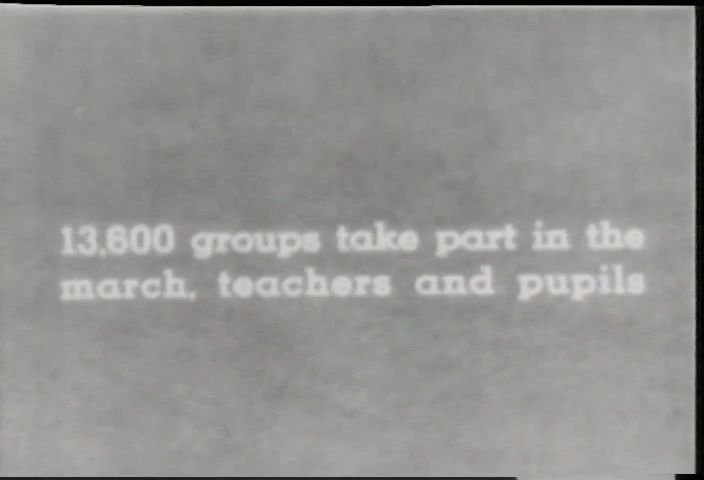 13,600 groups take part in the
march, teachers and pupils